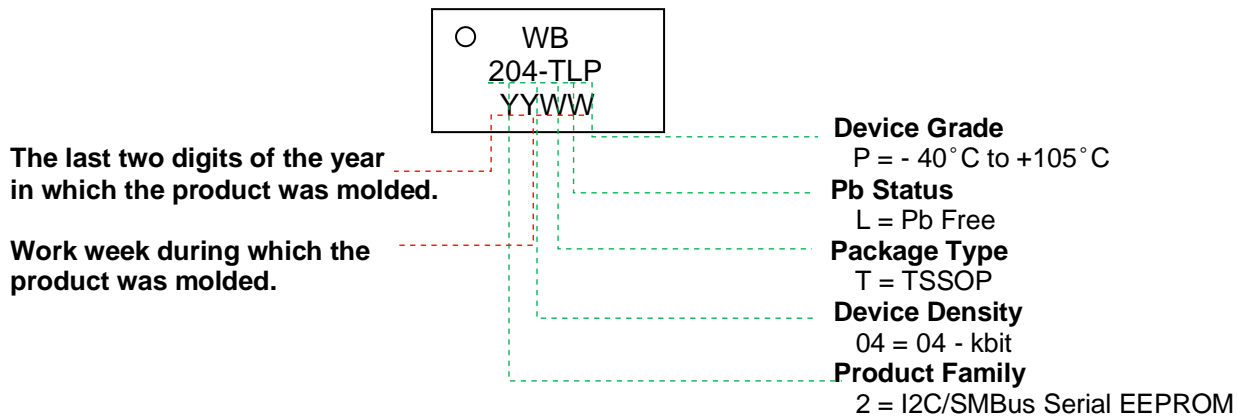 WB
204-TLP
YYWW
The last two digits of the year
in which the product was molded.
Work week during which the
product was molded.
Device Grade
P = - 40°C to +105°C
Pb Status
L = Pb Free
Package Type
T = TSSOP
Device Density
04 = 04 - kbit
Product Family
2 = I2C/SMBus Serial EEPROM